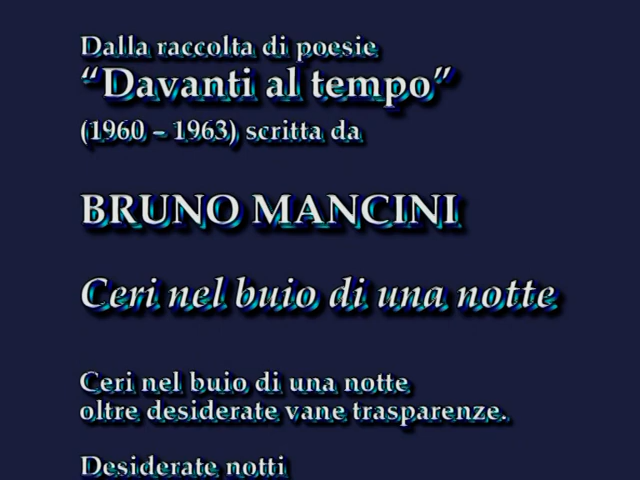 Dalla raccolta di poesie
“Davanti al tempo”
(1960 – 1963) scritta da
BRUNO MANCINI
Ceri nel buio di una notte
Ceri nel buio di una notte
oltre desiderate vane trasparenze.
Desiderate notti